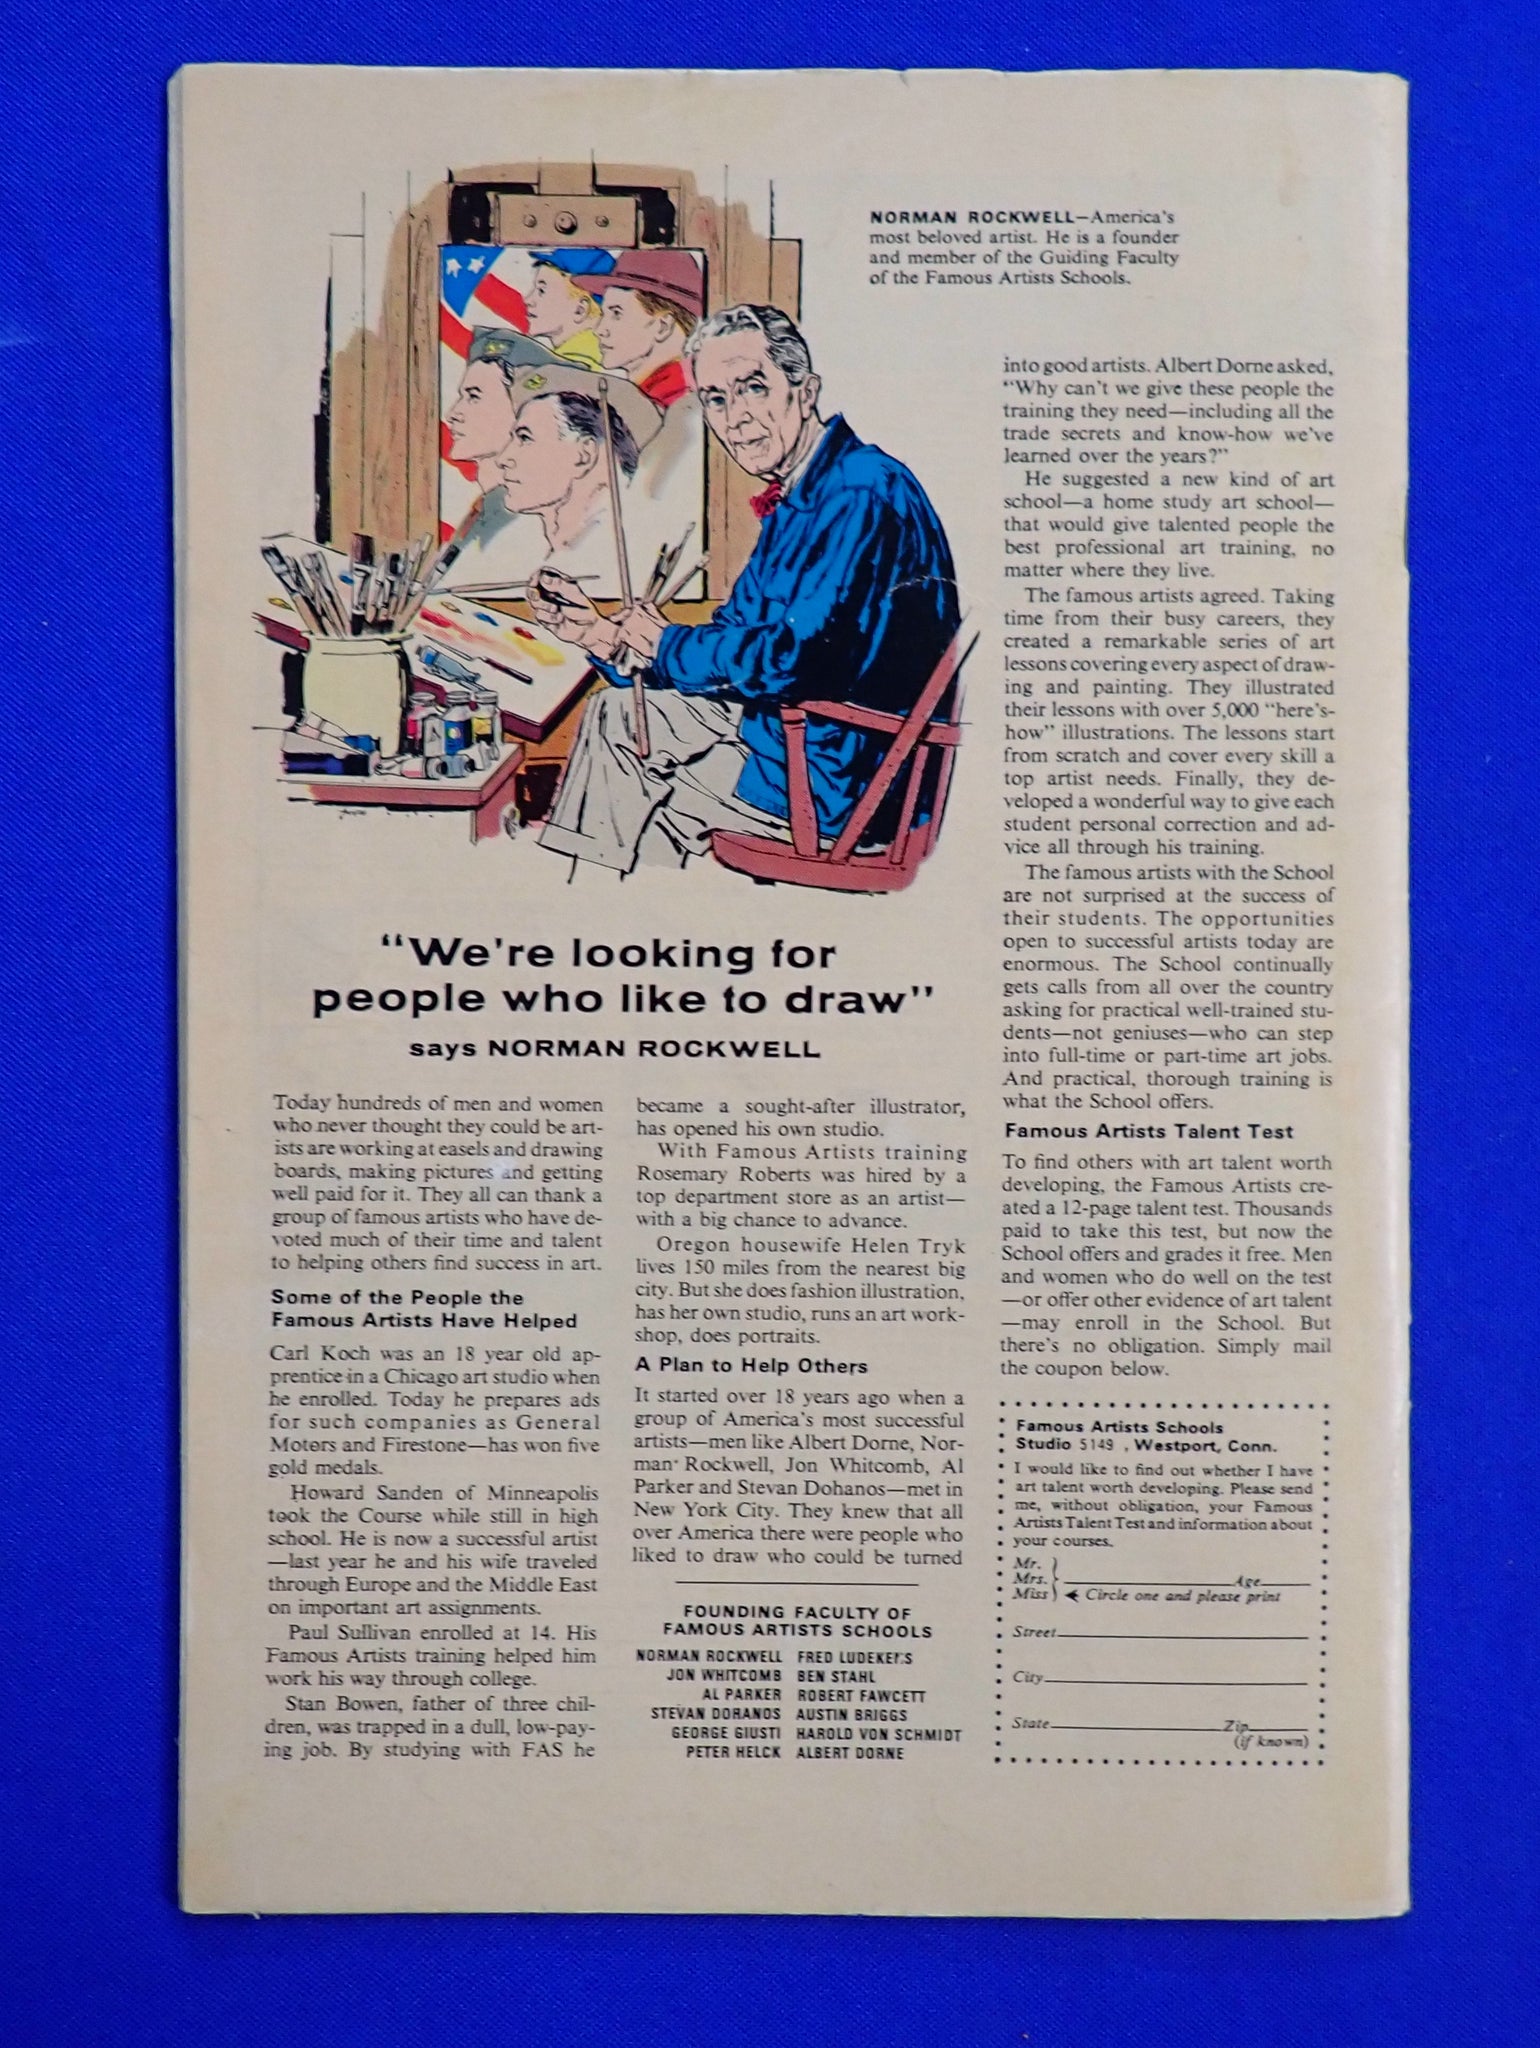 NORMAN ROCKWELL—America's
most beloved artist. He is a founder
and member of the Guiding Faculty
of the Famous Artists Schools.
"We're looking for
people who like to draw"
says NORMAN ROCKWELL
Today hundreds of men and women
who never thought they could be art-
ists are working at easels and drawing
boards, making pictures and getting
well paid for it. They all can thank a
group of famous artists who have de-
voted much of their time and talent
to helping others find success in art.
Some of the People the
Famous Artists Have Helped
Carl Koch was an 18 year old ap-
prentice in a Chicago art studio when
he enrolled. Today he prepares ads
for such companies as General
Motors and Firestone—has won five
gold medals.
Howard Sanden of Minneapolis
took the Course while still in high
school. He is now a successful artist
—last year he and his wife traveled
through Europe and the Middle East
on important art assignments.
Paul Sullivan enrolled at 14. His
Famous Artists training helped him
work his way through college.
Stan Bowen, father of three chil-
dren, was trapped in a dull, low-pay-
ing job. By studying with FAS he
became a sought-after illustrator,
has opened his own studio.
With Famous Artists training
Rosemary Roberts was hired by a
top department store as an artist—
with a big chance to advance.
Oregon housewife Helen Tryk
lives 150 miles from the nearest big
city. But she does fashion illustration,
has her own studio, runs an art work-
shop, does portraits.
A Plan to Help Others
It started over 18 years ago when a
group of America's most successful
artists—men like Albert Dorne, Nor-
man Rockwell, Jon Whitcomb, Al
Parker and Stevan Dohanos—met in
New York City. They knew that all
over America there were people who
liked to draw who could be turned
FOUNDING FACULTY OF
FAMOUS ARTISTS SCHOOLS
NORMAN ROCKWELL FRED LUDEKENS
JON WHITCOMB BEN STAHL
AL PARKER ROBERT FAWCETT
STEVAN DOHANOS AUSTIN BRIGGS
GEORGE GIUSTI HAROLD VON SCHMIDT
PETER HELCK ALBERT DORNE
into good artists. Albert Dorne asked,
"Why can't we give these people the
training they need—including all the
trade secrets and know-how we've
learned over the years?"
He suggested a new kind of art
school—a home study art school—
that would give talented people the
best professional art training, no
matter where they live.
The famous artists agreed. Taking
time from their busy careers, they
created a remarkable series of art
lessons covering every aspect of draw-
ing and painting. They illustrated
their lessons with over 5,000 "here's-
how" illustrations. The lessons start
from scratch and cover every skill a
top artist needs. Finally, they de-
veloped a wonderful way to give each
student personal correction and ad-
vice all through his training.
The famous artists with the School
are not surprised at the success of
their students. The opportunities
open to successful artists today are
enormous. The School continually
gets calls from all over the country
asking for practical well-trained stu-
dents—not geniuses—who can step
into full-time or part-time art jobs.
And practical, thorough training is
what the School offers.
Famous Artists Talent Test
To find others with art talent worth
developing, the Famous Artists cre-
ated a 12-page talent test. Thousands
paid to take this test, but now the
School offers and grades it free. Men
and women who do well on the test
—or offer other evidence of art talent
—may enroll in the School. But
there's no obligation. Simply mail
the coupon below.
Famous Artists Schools
Studio 5149 , Westport, Conn.
I would like to find out whether I have
art talent worth developing. Please send
me, without obligation, your Famous
Artists Talent Test and information about
your courses.
Mr.
Mrs. Age
Miss Circle one and please print
Street
City
State Zip
(if known)